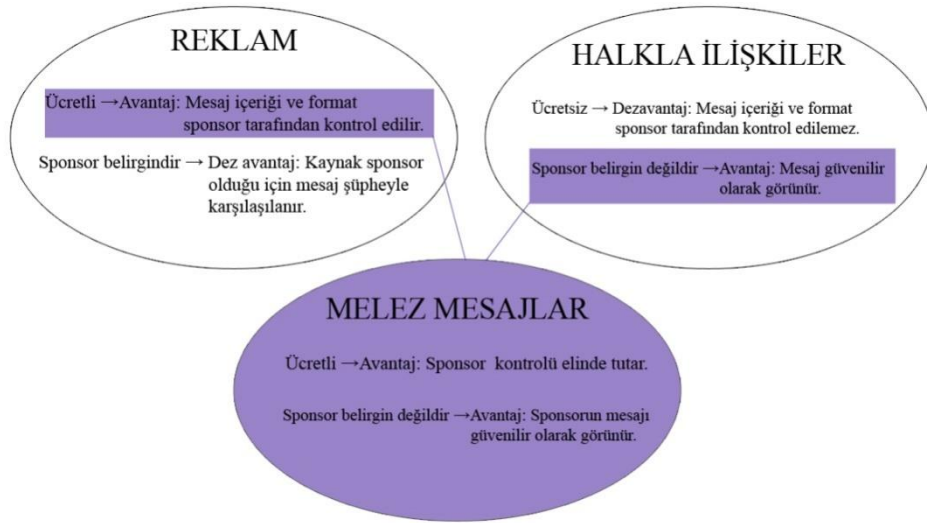 REKLAM
Ücretli →Avantaj: Mesaj içeriği ve format
sponsor tarafından kontrol edilir.
Sponsor belirgindir → Dez avantaj: Kaynak sponsor
olduğu için mesaj şüpheyle
karşılaşılanır.
HALKLA İLİŞKİLER
Ücretsiz → Dezavantaj: Mesaj içeriği ve format
sponsor tarafından kontrol edilemez.
Sponsor belirgin değildir →Avantaj: Mesaj güvenilir
olarak görünür.
MELEZ MESAJLAR
Ücretli →Avantaj: Sponsor kontrolü elinde tutar.
Sponsor belirgin değildir →Avantaj: Sponsorun mesajı
güvenilir olarak görünür.